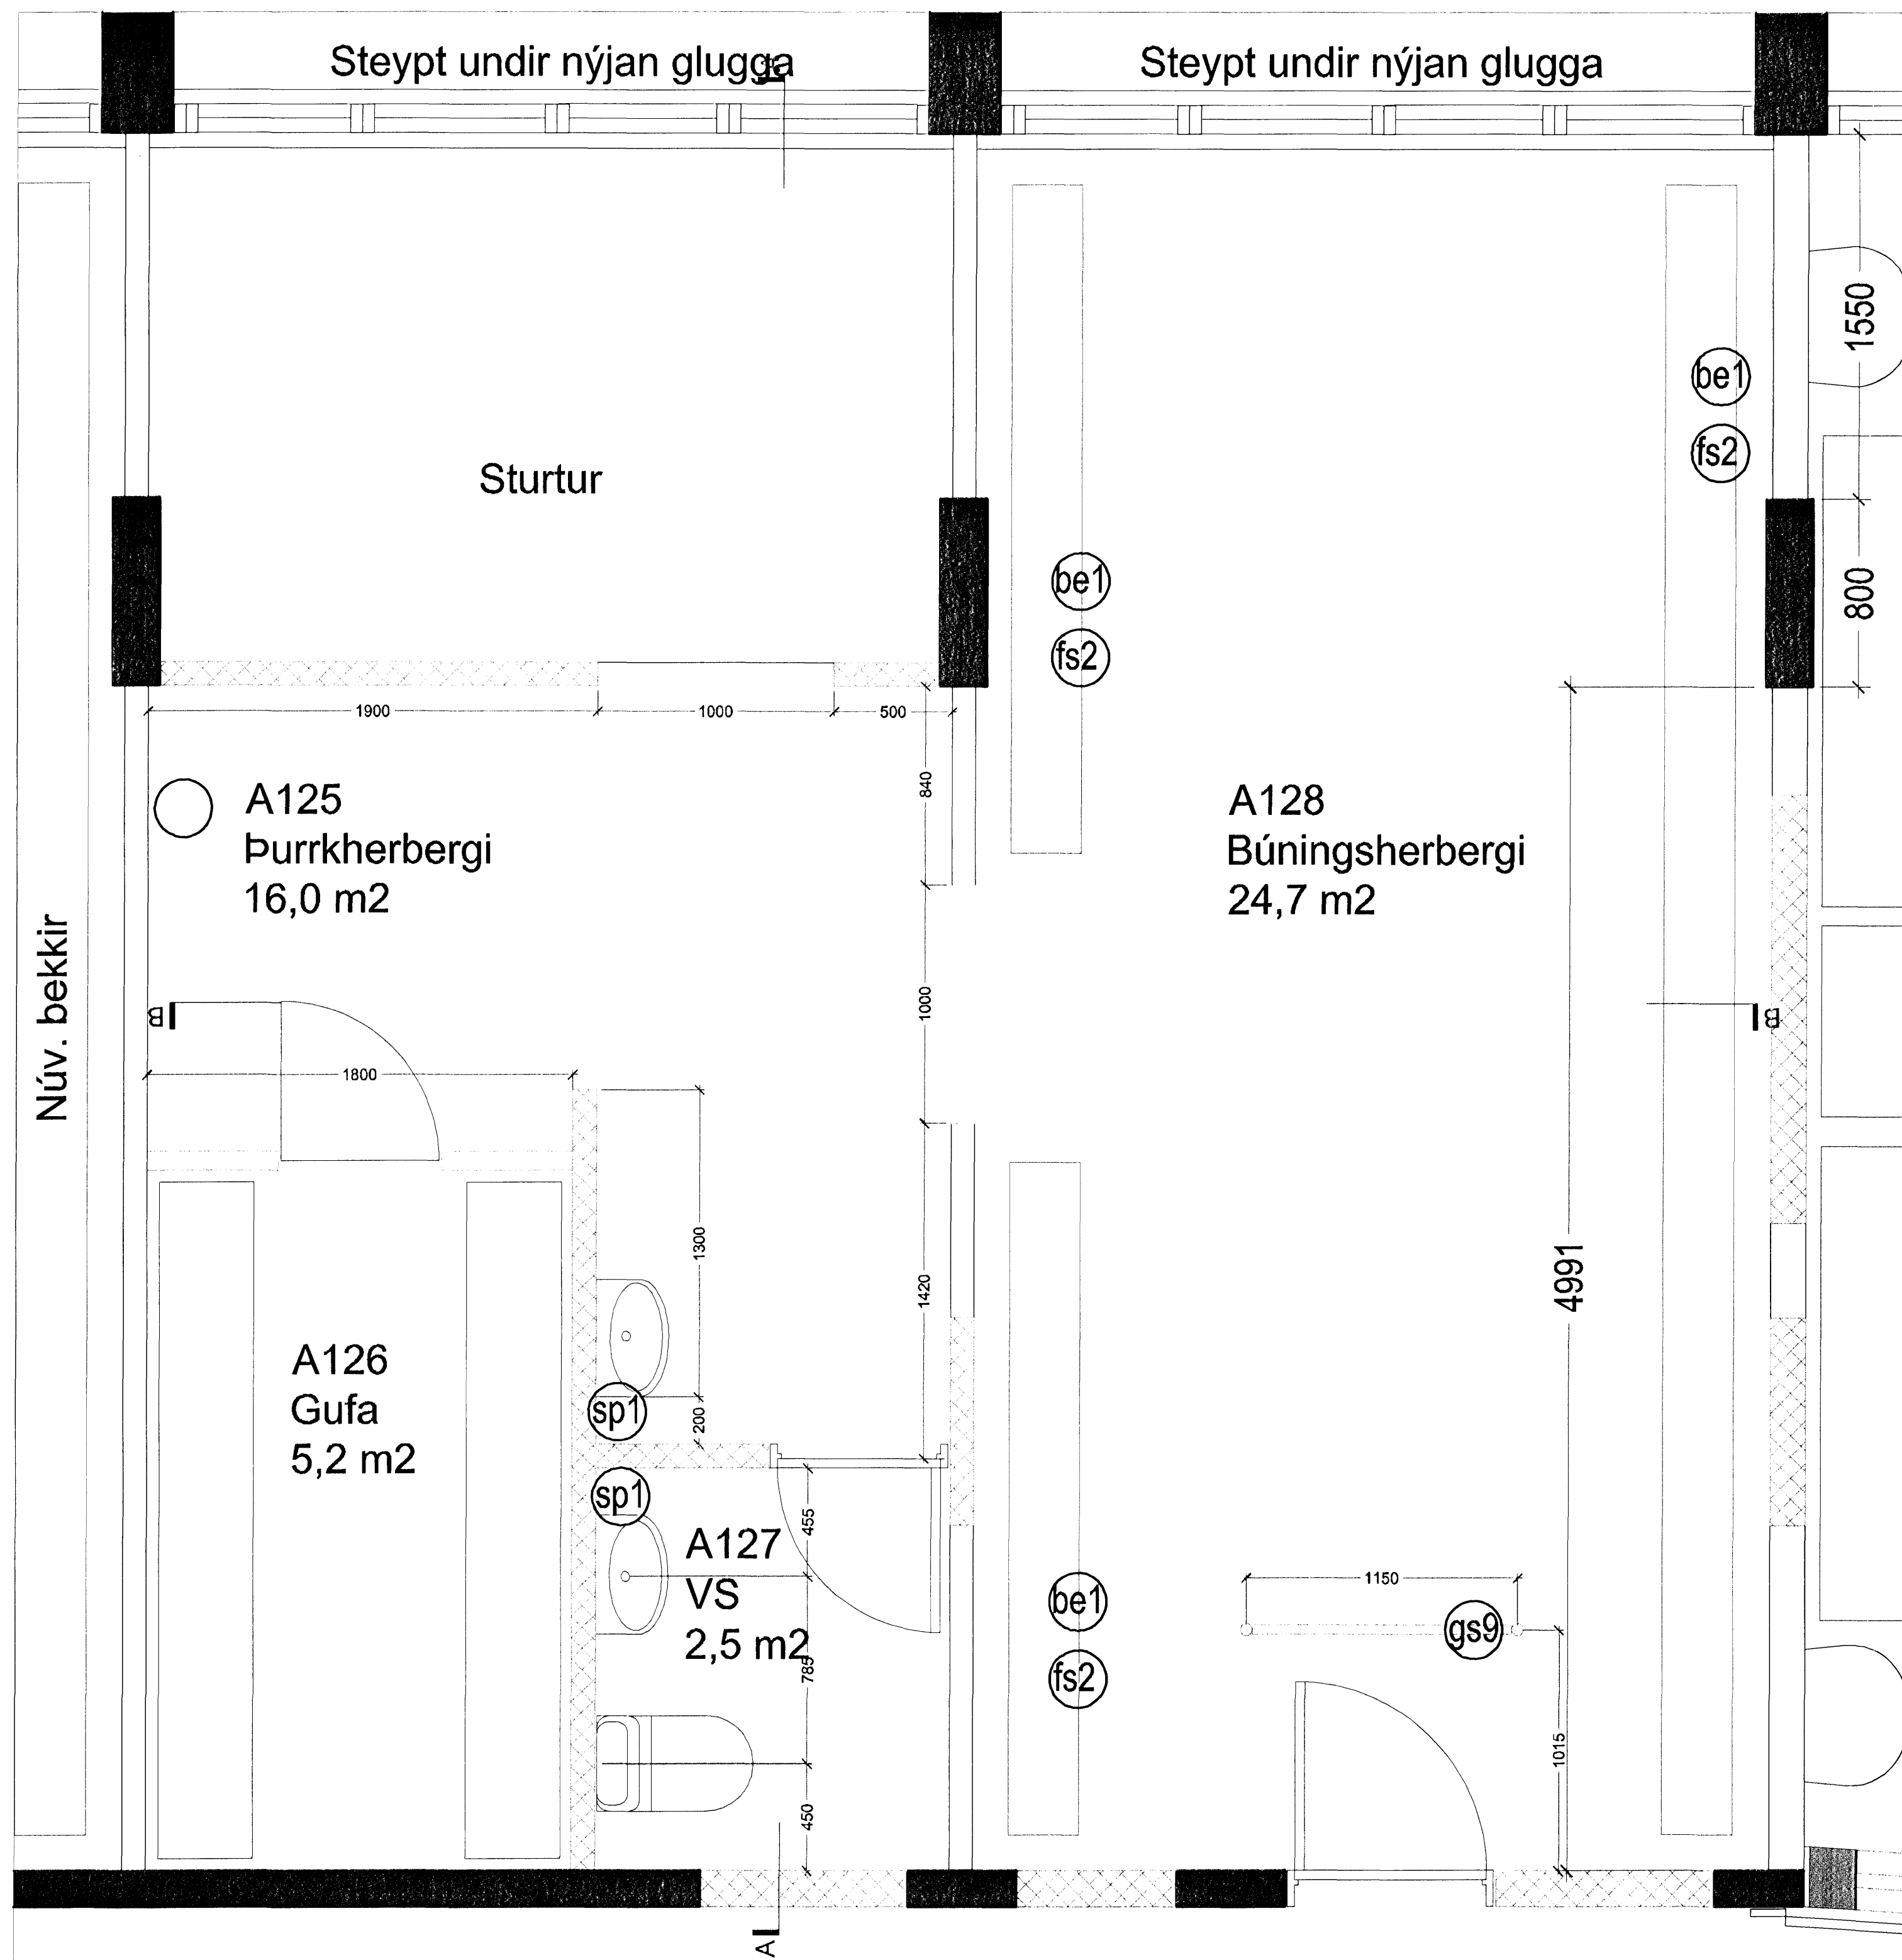 Steypt undir nýjan glugga
Steypt undir nýjan glugga
A
1550
be1
fs2
Sturtur
be1
fs2
800
1900
1000
500
840
A125
Þurrkherbergi
16,0 m2
A128
Búningsherbergi
24,7 m2
Núv. bekkir
B
1000
B
1800
1300
1420
4991
A126
Gufa
5,2 m2
sp1
200
sp1
455
A127
VS
2,5 m2
785
be1
fs2
1150
gs9
1015
450
A